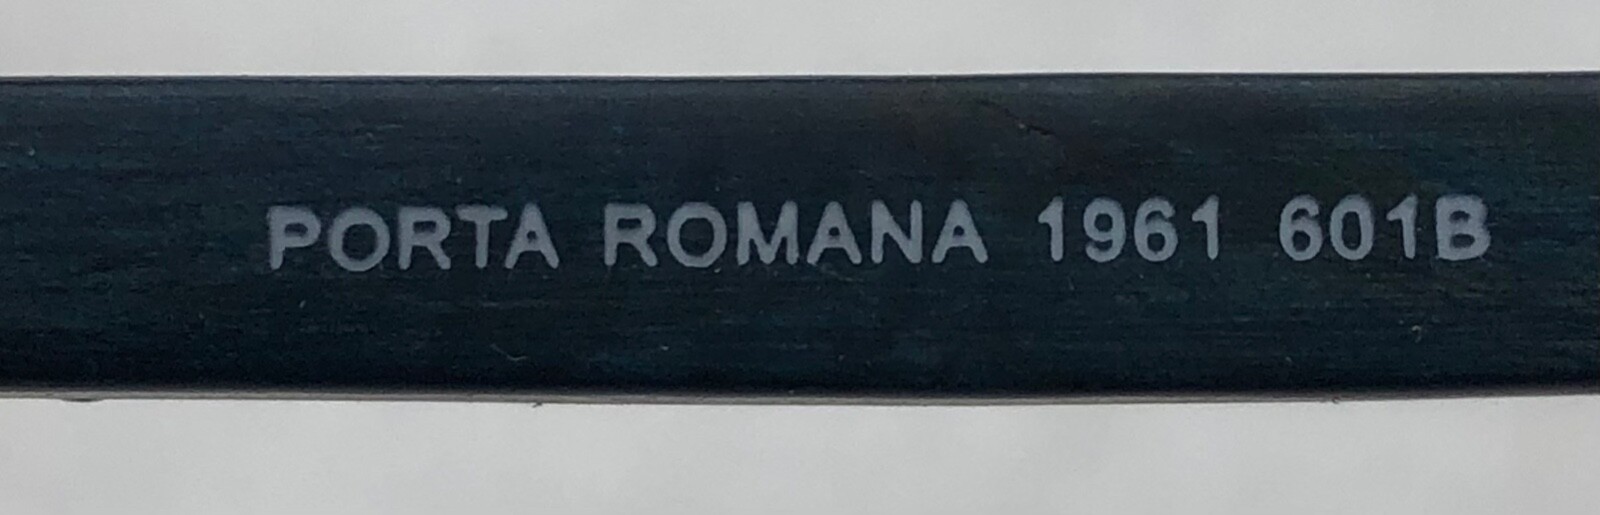 PORTA ROMANA 1961 601B